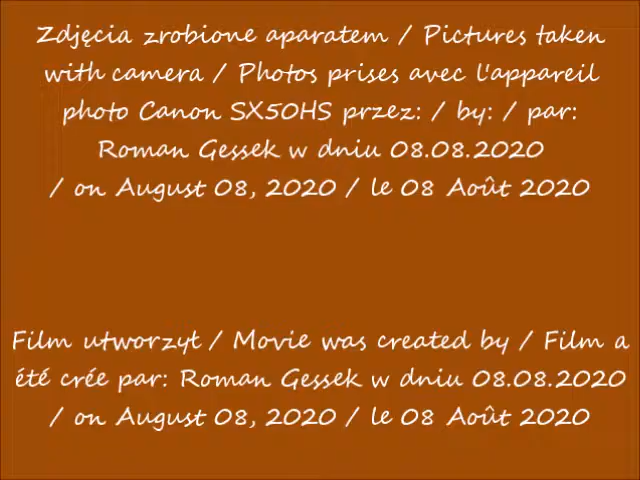 Zdjęcia zrobione aparatem / Pictures taken
with camera / Photos prises avec l'appareil
photo Canon SX50HS przez: / by: / par:
Roman Gessek w dniu 08.08.2020
/ on August 08, 2020 / le 08 Août 2020
Film utworzył / Movie was created by / Film a
été crée par: Roman Gessek w dniu 08.08.2020
/ on August 08, 2020 / le 08 Août 2020